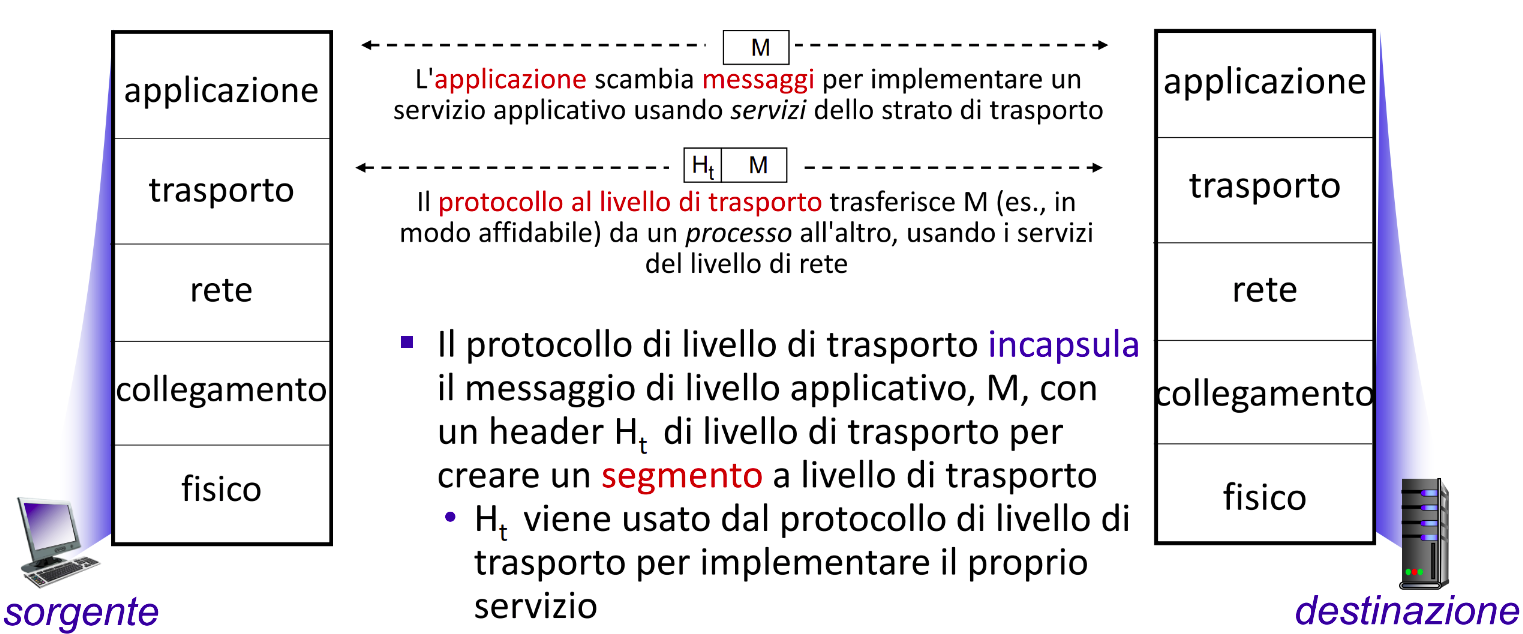 applicazione
trasporto
rete
collegamento
fisico
sorgente
M
L'applicazione scambia messaggi per implementare un
servizio applicativo usando servizi dello strato di trasporto
Ht M
Il protocollo al livello di trasporto trasferisce M (es., in
modo affidabile) da un processo all'altro, usando i servizi
del livello di rete
▪ Il protocollo di livello di trasporto incapsula
il messaggio di livello applicativo, M, con
un header Ht di livello di trasporto per
creare un segmento a livello di trasporto
• Ht viene usato dal protocollo di livello di
trasporto per implementare il proprio
servizio
applicazione
trasporto
rete
collegamento
fisico
destinazione